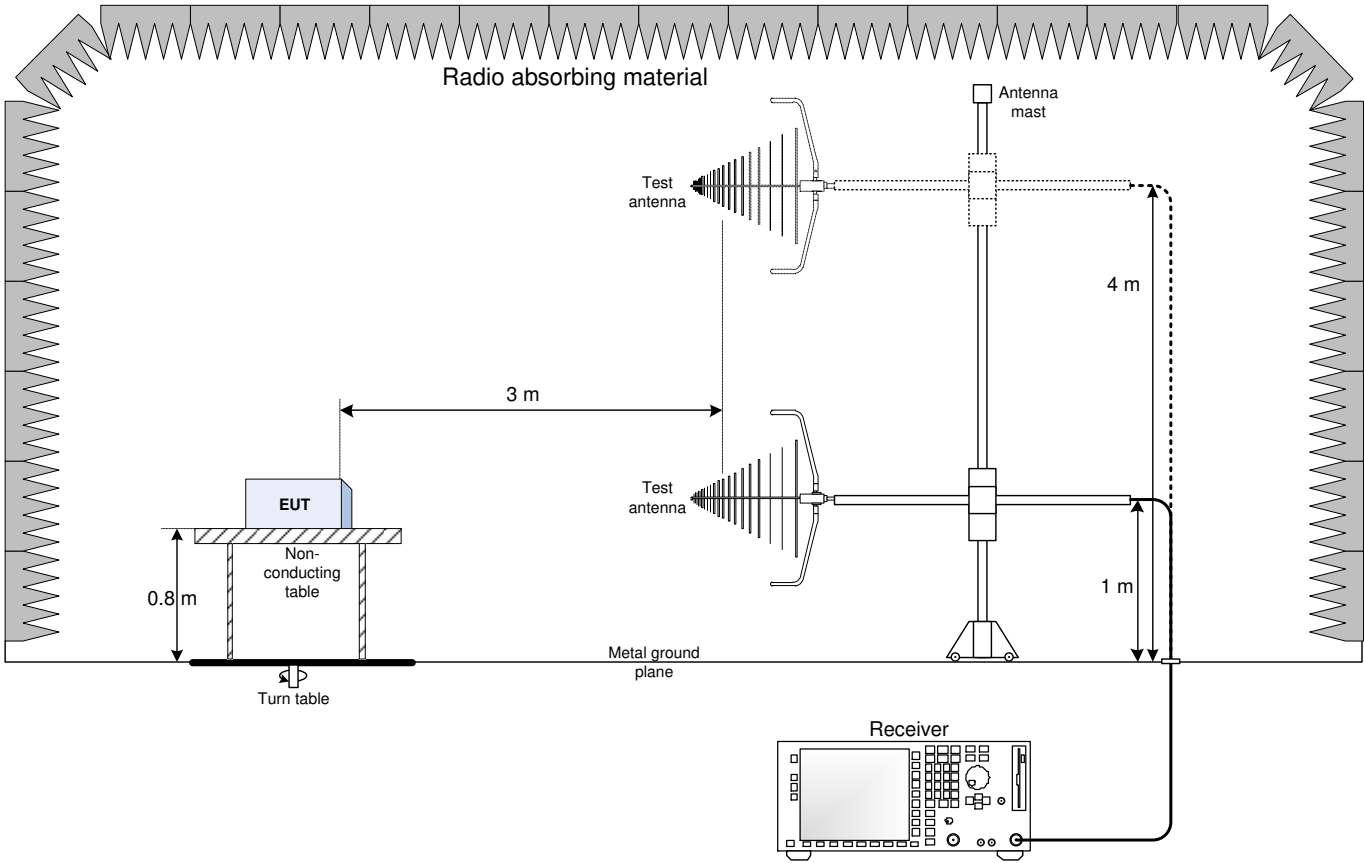 Radio absorbing material
Antenna
mast
Test
antenna
4 m
3 m
Test
antenna
EUT
Non-
conducting
table
0.8 m
1 m
Metal ground
plane
Turn table
Receiver